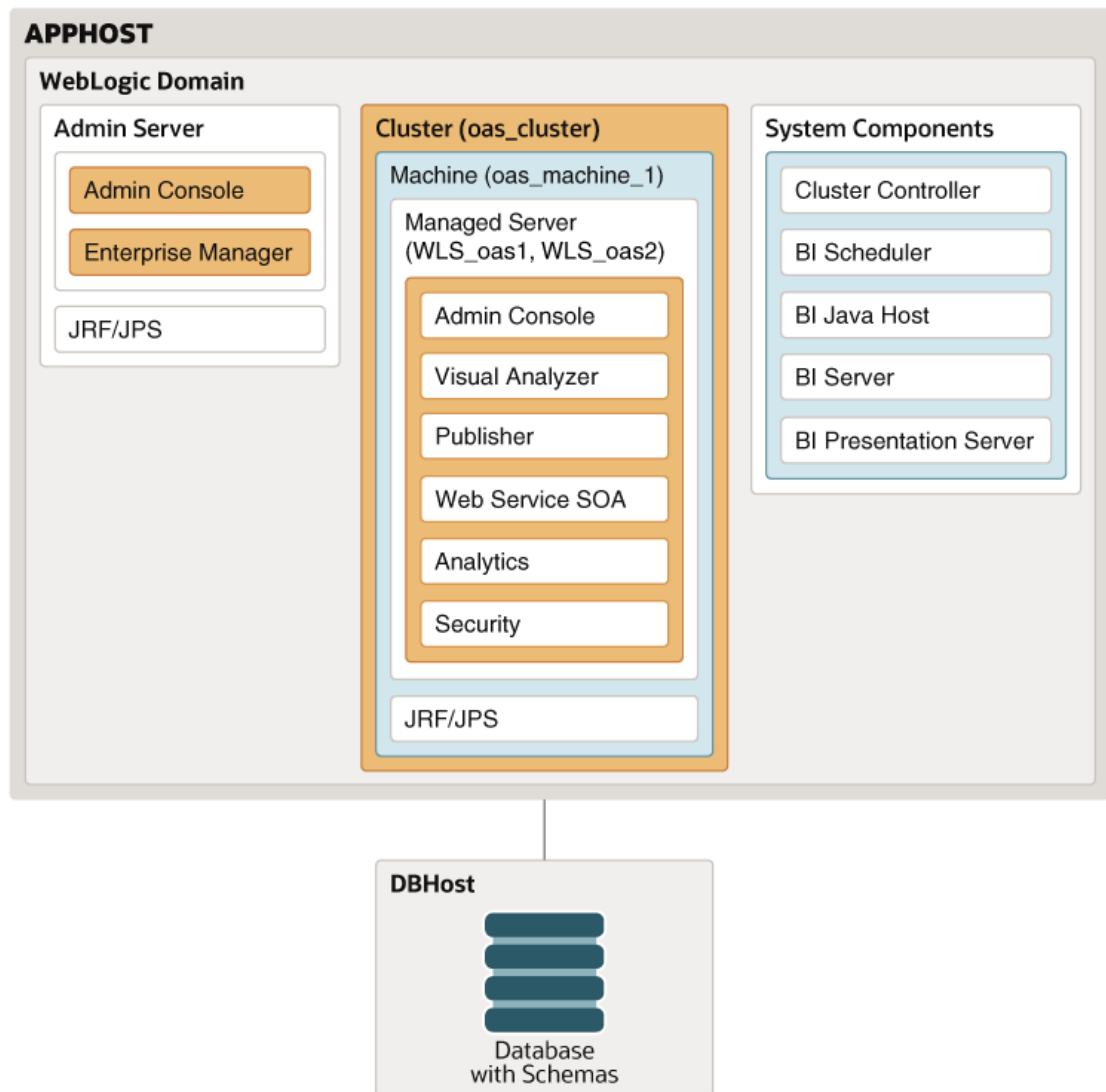 APPHOST
WebLogic Domain
Admin Server
Admin Console
Enterprise Manager
JRF/JPS
Cluster (oas_cluster)
Machine (oas_machine_1)
Managed Server
(WLS_oas1, WLS_oas2)
Admin Console
Visual Analyzer
Publisher
Web Service SOA
Analytics
Security
JRF/JPS
System Components
Cluster Controller
BI Scheduler
BI Java Host
BI Server
BI Presentation Server
DBHost
Database
with Schemas